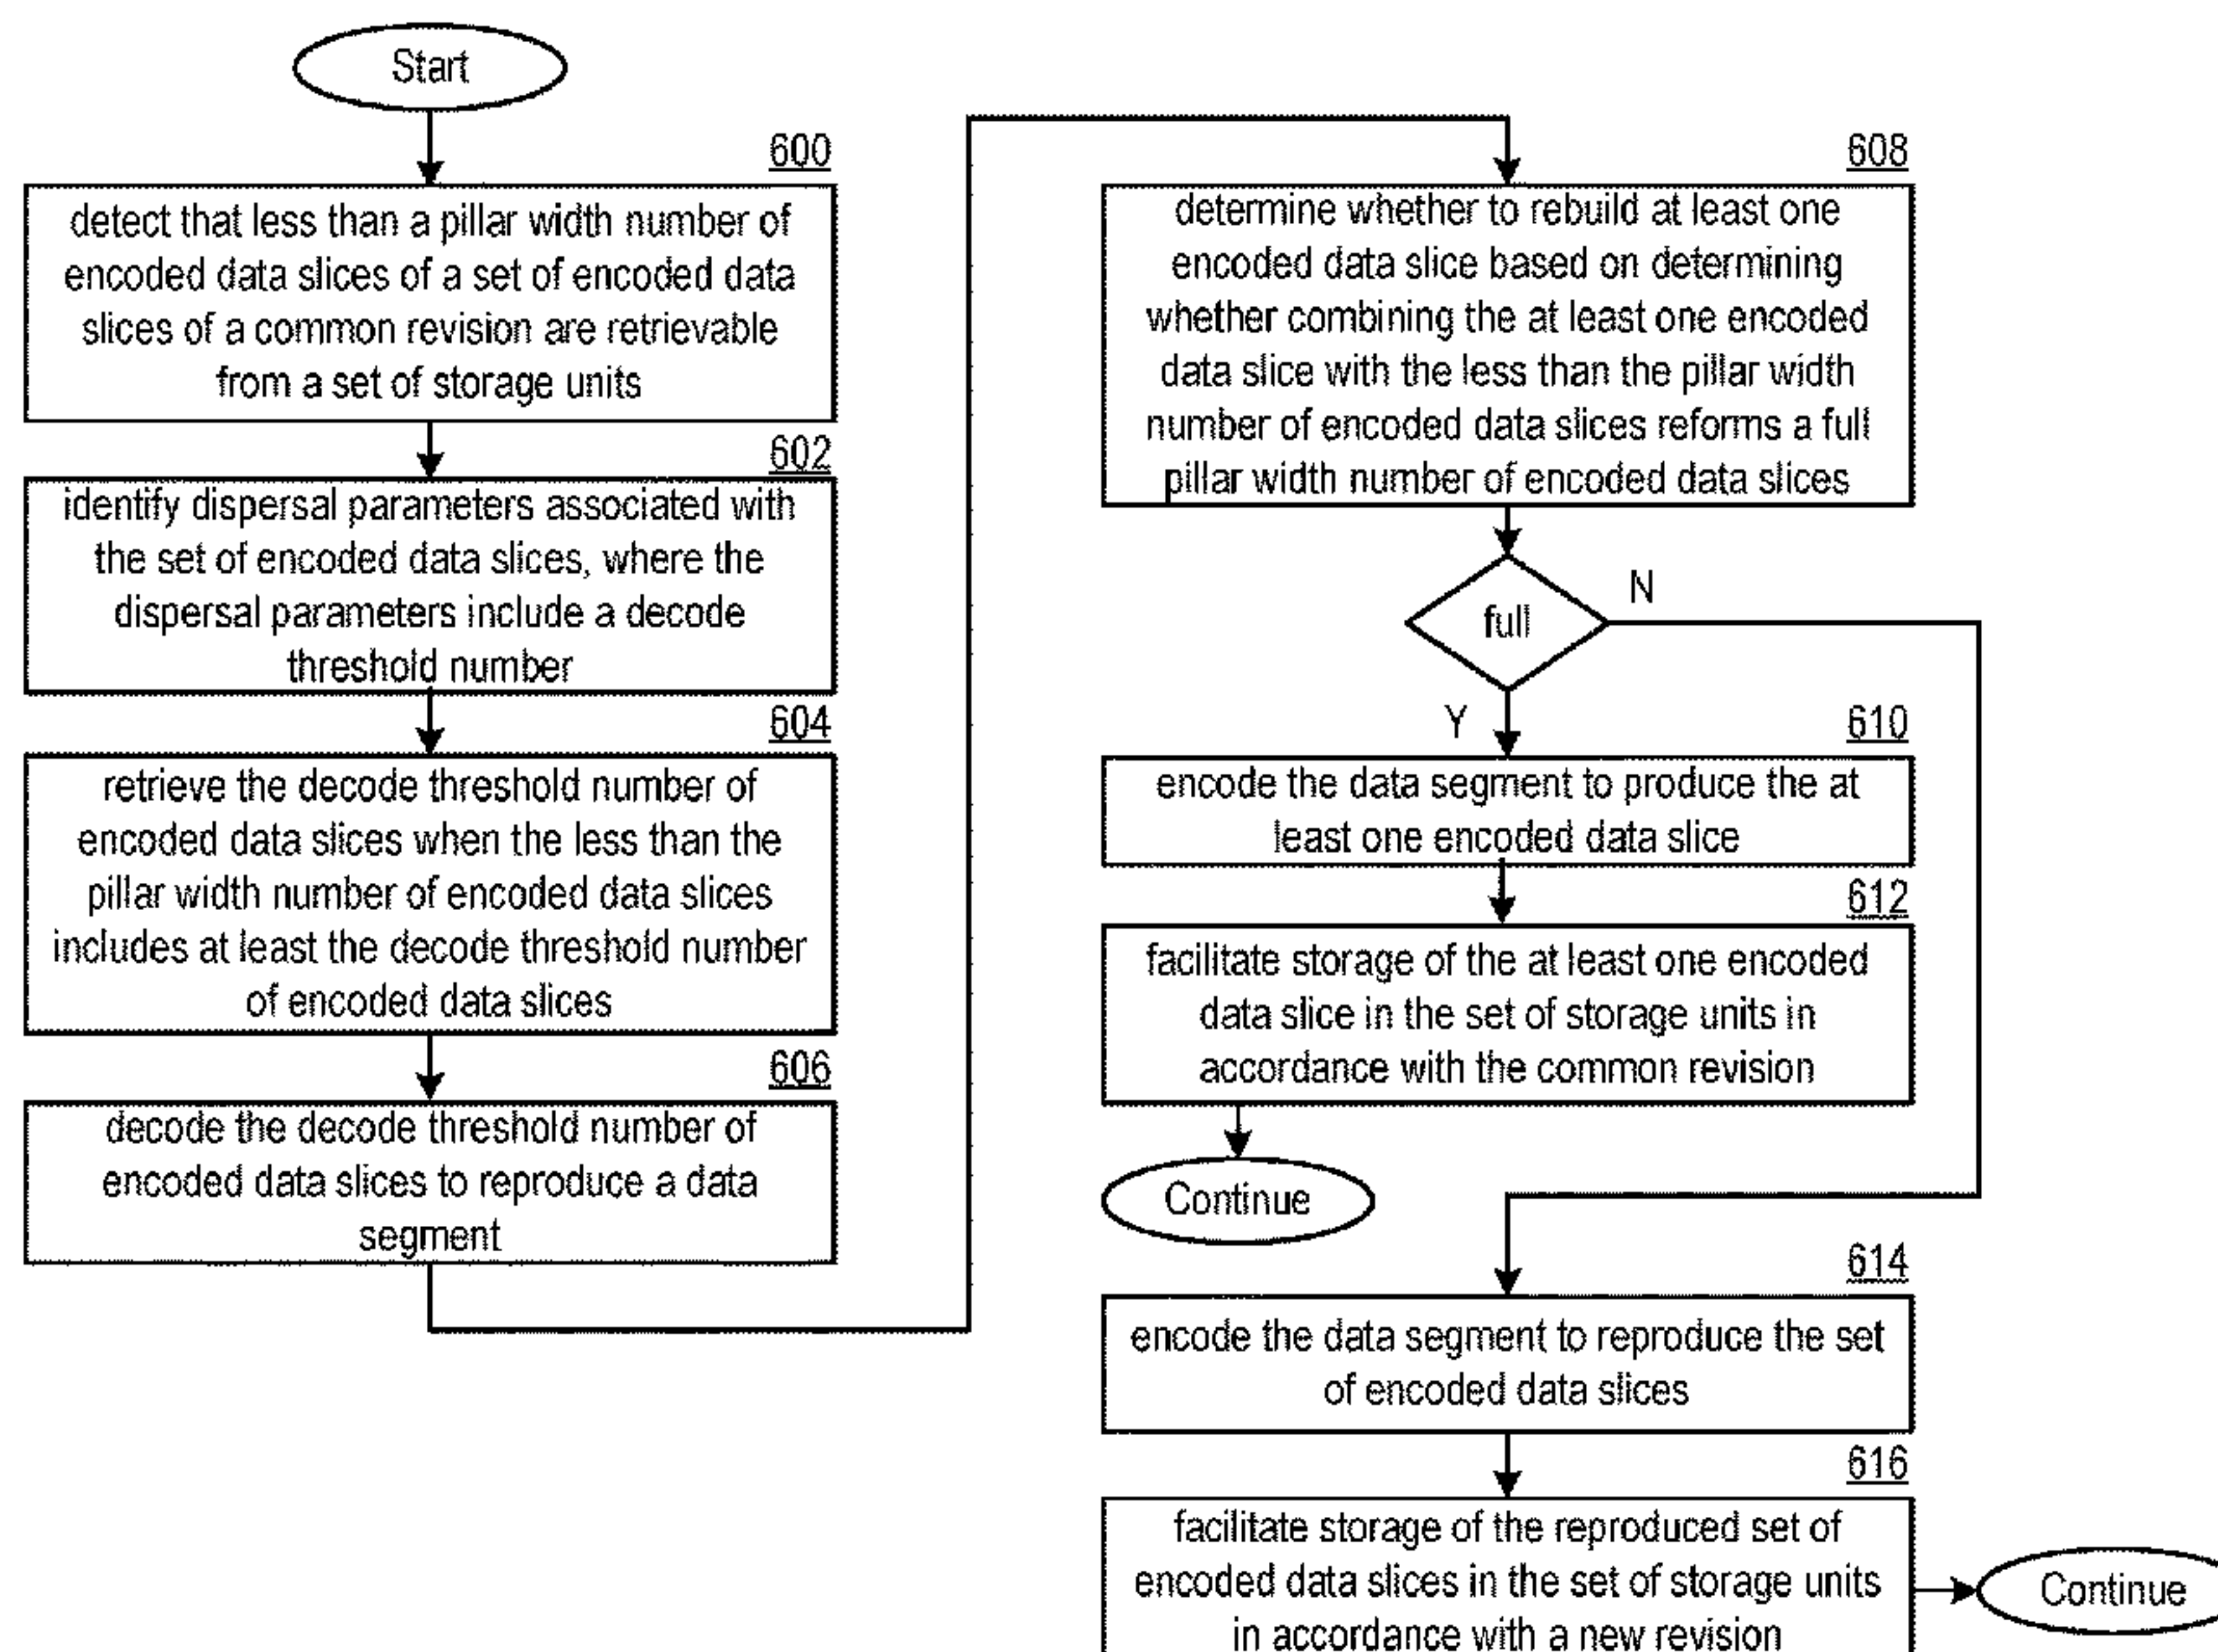 Start
600
detect that less than a pillar width number of
encoded data slices of a set of encoded data
slices of a common revision are retrievable
from a set of storage units
602
identify dispersal parameters associated with
the set of encoded data slices, where the
dispersal parameters include a decode
threshold number
604
retrieve the decode threshold number of
encoded data slices when the less than the
pillar width number of encoded data slices
includes at least the decode threshold number
of encoded data slices
606
decode the decode threshold number of
encoded data slices to reproduce a data
segment
608
determine whether to rebuild at least one
encoded data slice based on determining
whether combining the at least one encoded
data slice with the less than the pillar width
number of encoded data slices reforms a full
pillar width number of encoded data slices
full
N
Y
610
encode the data segment to produce the at
least one encoded data slice
612
facilitate storage of the at least one encoded
data slice in the set of storage units in
accordance with the common revision
Continue
614
encode the data segment to reproduce the set
of encoded data slices
616
facilitate storage of the reproduced set of
encoded data slices in the set of storage units
in accordance with a new revision
Continue